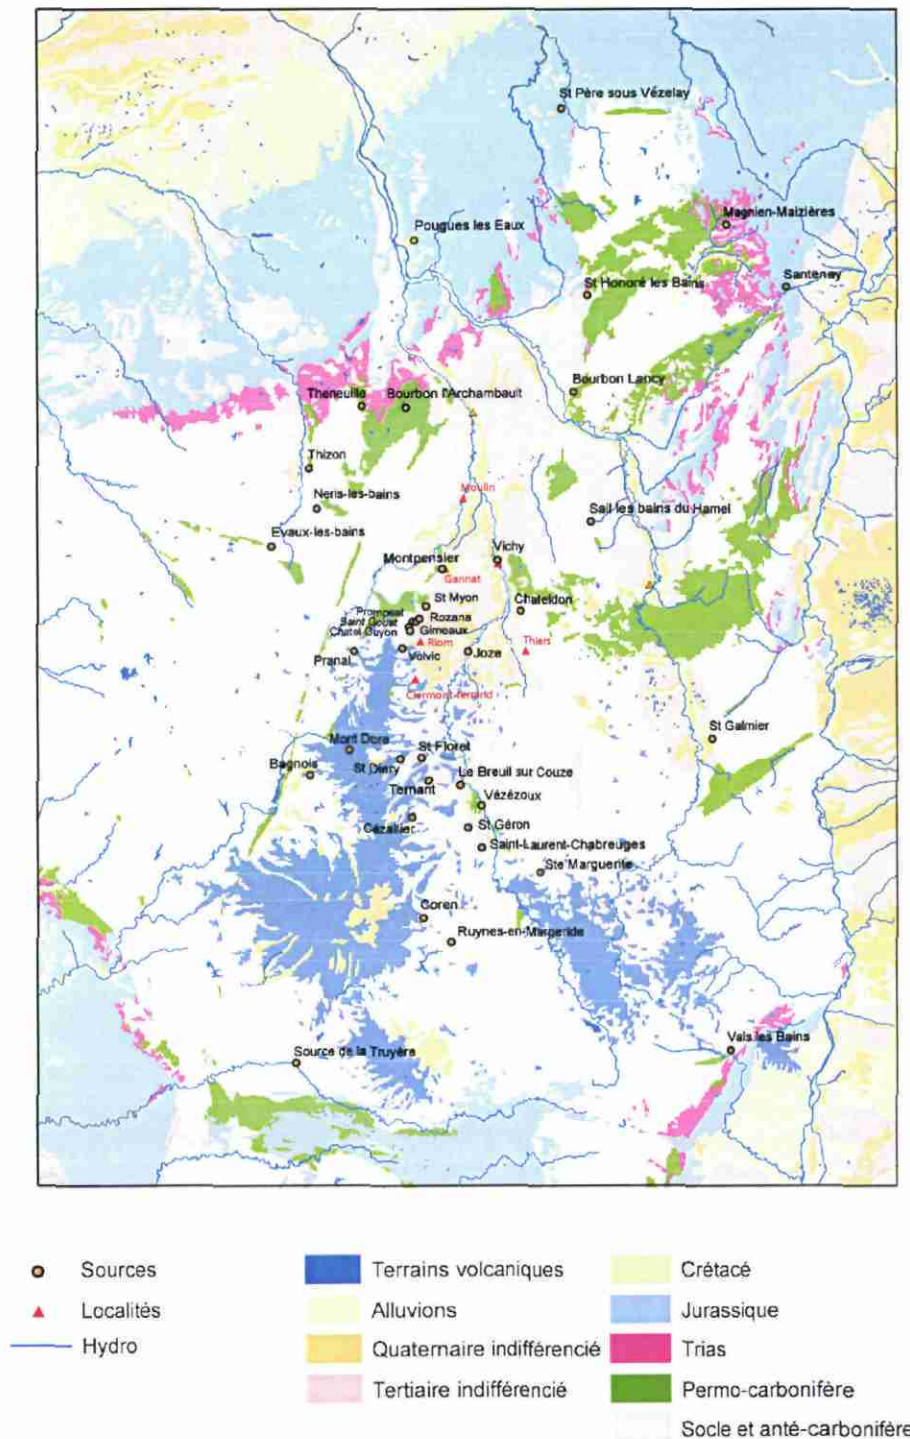 St Père sous Vézelay
Magnien-Maizières
Pougues les Eaux
Santenay
St Honoré les Bains
Bourbon Lancy
Theneuille
Bourbon l'Archambault
Thizon
Moulin
Neris-les-bains
Sail les bains du Hamel
Evaux-les-bains
Vichy
Montpensier
Gannat
St Myon
Chateldon
Prompsat
Rozana
Saint Goust
Chatel Guyon
Gimeaux
Riom
Thiers
Volvic
Joze
Pranal
Clermont-ferrand
St Galmier
Mont Dore
St Floret
St Diery
Bagnols
Le Breuil sur Couze
Ternant
Vézézoux
Cézallier
St Géron
Saint-Laurent-Chabreuges
Ste Marguerite
Coren
Ruynes-en-Margeride
Vals les Bains
Source de la Truyère
Sources
Localités
Hydro
Terrains volcaniques
Alluvions
Quaternaire indifférencié
Tertiaire indifférencié
Crétacé
Jurassique
Trias
Permo-carbonifère
Socle et anté-carbonifère